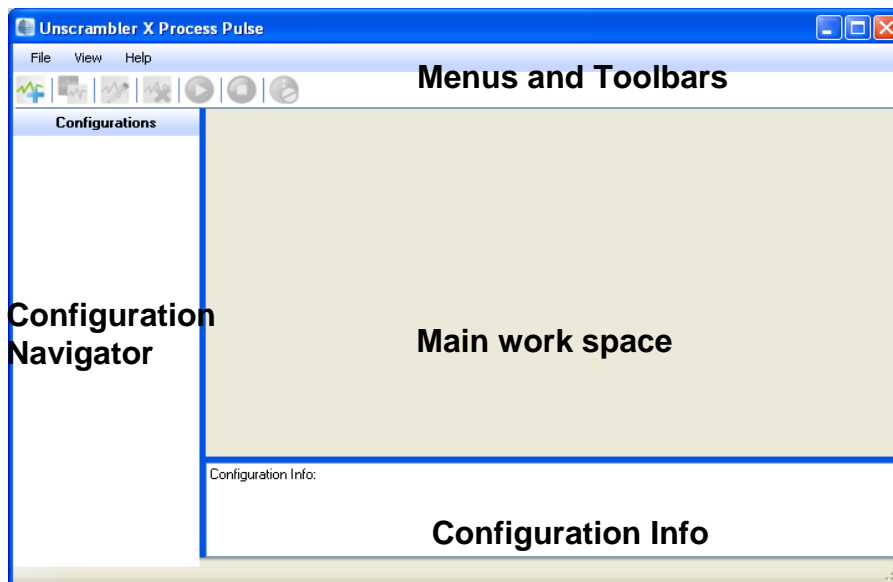 Unscrambler X Process Pulse
File View Help
Menus and Toolbars
Configurations
Configuration
Navigator
Main work space
Configuration Info:
Configuration Info